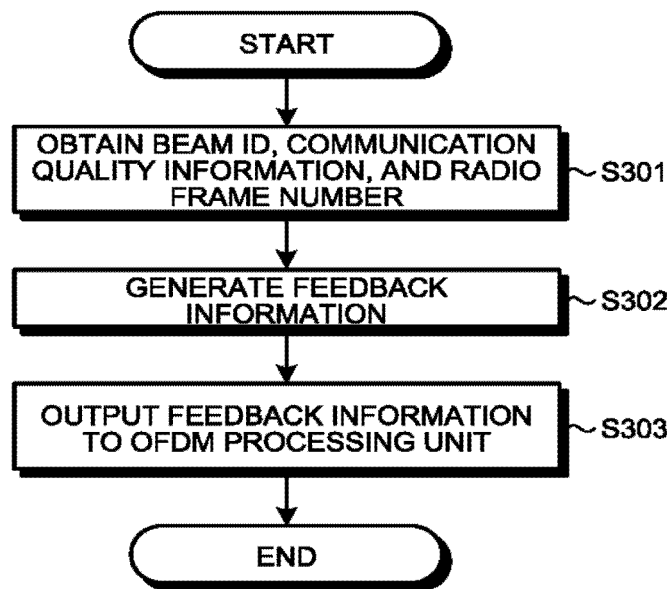 START
OBTAIN BEAM ID, COMMUNICATION
QUALITY INFORMATION, AND RADIO
FRAME NUMBER
S301
GENERATE FEEDBACK
INFORMATION
S302
OUTPUT FEEDBACK INFORMATION
TO OFDM PROCESSING UNIT
S303
END